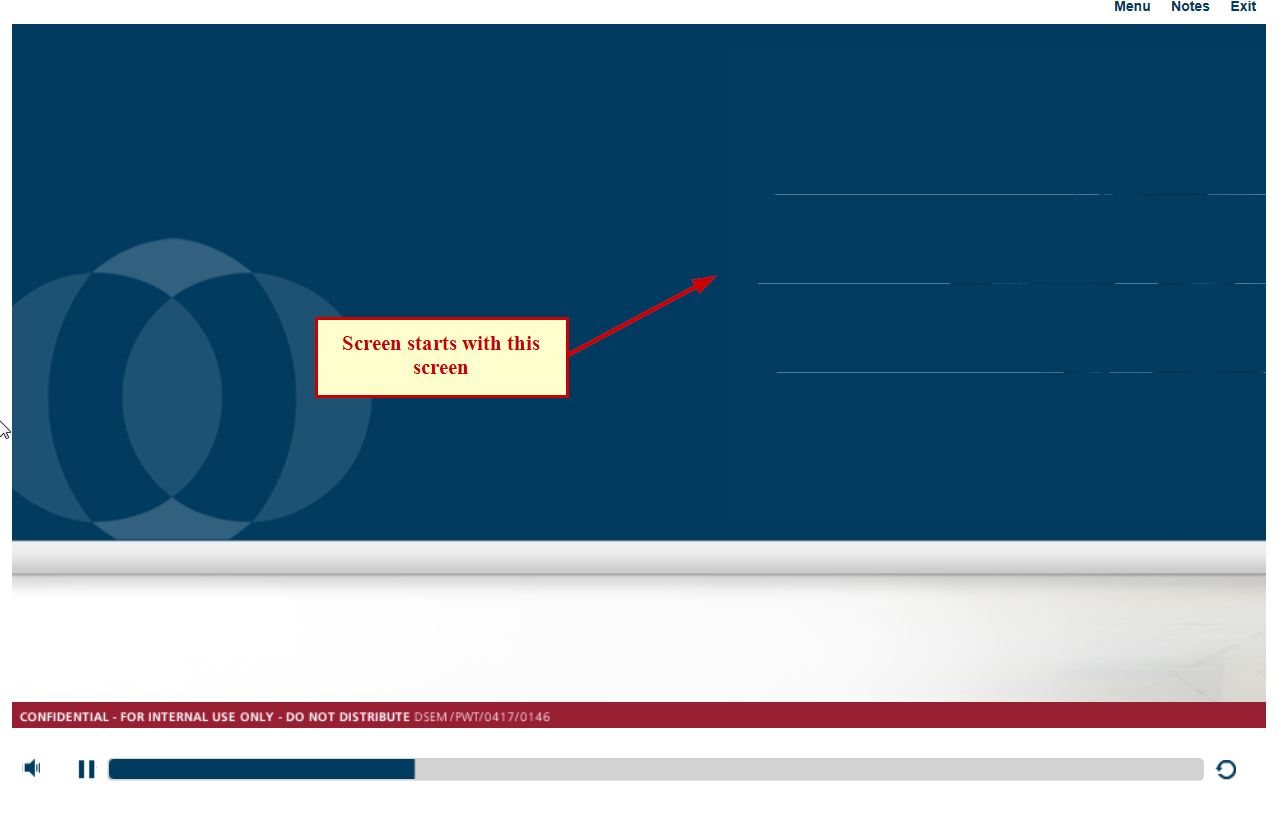 Menu Notes Exit
Screen starts with this
screen
CONFIDENTIAL - FOR INTERNAL USE ONLY - DO NOT DISTRIBUTE DSEM/PWT/0417/0146